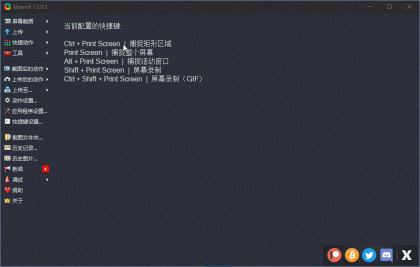 ShareX 13.0.1
屏幕截图
上传
快捷动作
工具
截图后的动作
上传后的动作
上传至...
动作设置...
应用程序设置...
快捷键设置...
截图文件夹...
历史记录...
历史图片...
新闻
调试
捐助
关于
当前配置的快捷键:
Ctrl + Print Screen | 捕捉矩形区域
Print Screen | 捕捉整个屏幕
Alt + Print Screen | 捕捉活动窗口
Shift + Print Screen | 屏幕录制
Ctrl + Shift + Print Screen | 屏幕录制（GIF）